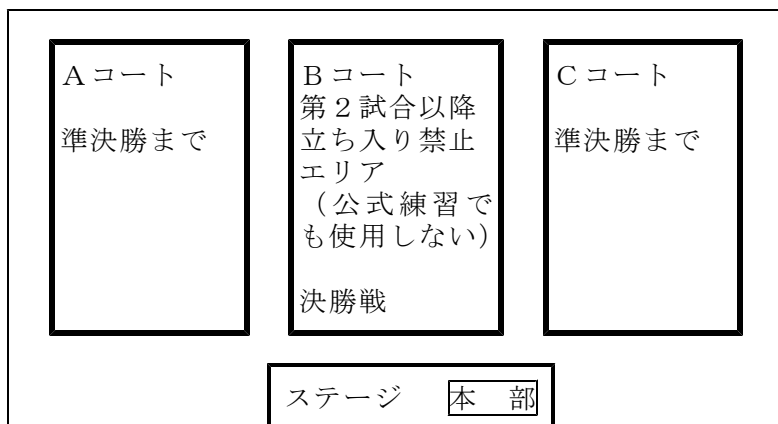 Aコート
準決勝まで
Bコート
第2試合以降
立ち入り禁止
エリア
(公式練習で
も使用しない)
決勝戦
Cコート
準決勝まで
ステージ 本 部